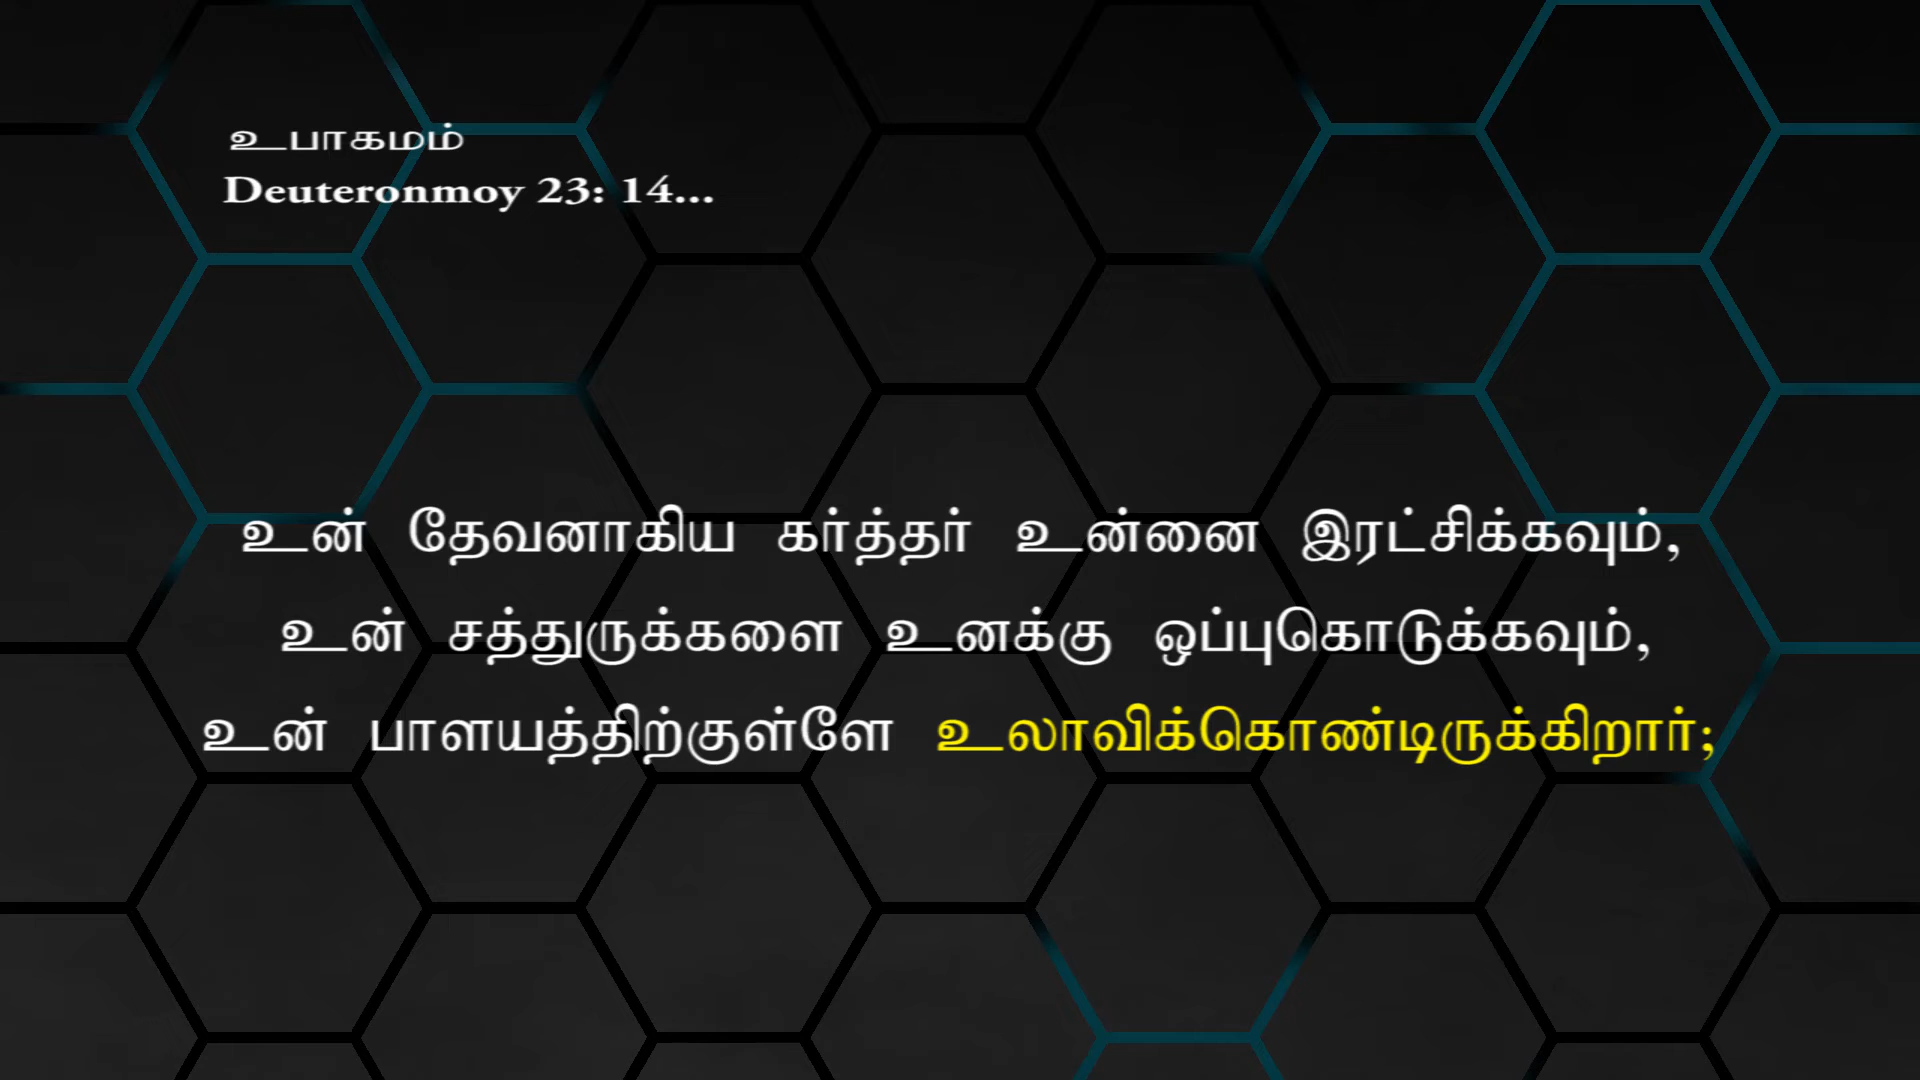 உபாகமம்
Deuteronmoy 23: 14...
உன் தேவனாகிய கர்த்தர் உன்னை இரட்சிக்கவும்,
உன் சத்துருக்களை உனக்கு ஒப்புகொடுக்கவும்,
உன் பாளயத்திற்குள்ளே உலாவிக்கொண்டிருக்கிறார்;